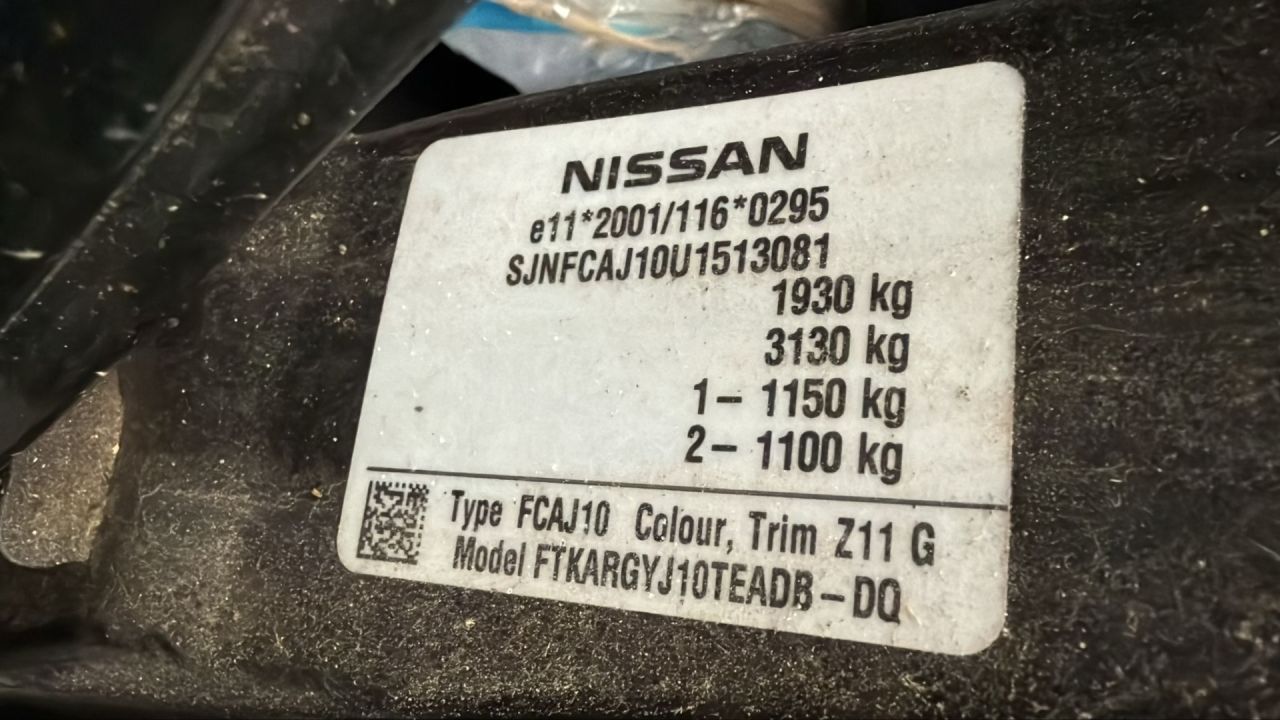 NISSAN
e11*2001/116*0295
SJNFCAJ10U1513081
1930 kg
3130 kg
1– 1150 kg
2– 1100 kg
Type FCAJ10 Colour, Trim Z11 G
Model FTKARGYJ10TEADB–DQ